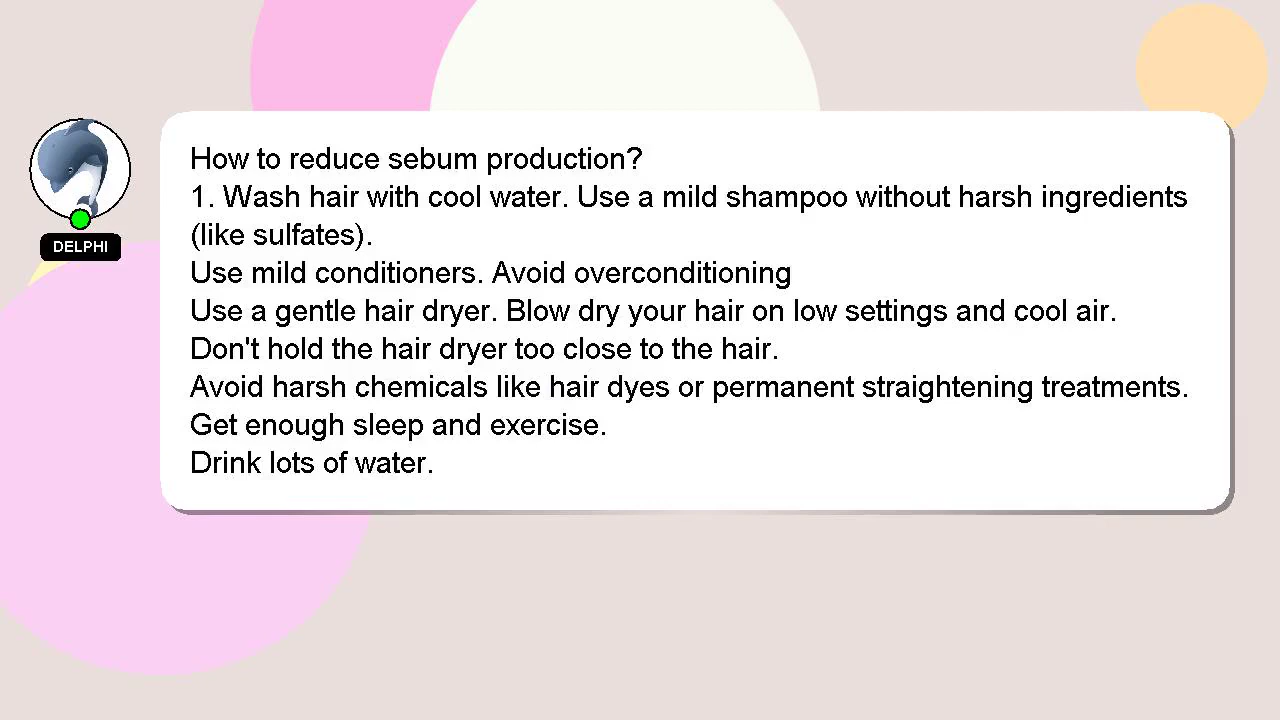 DELPHI
How to reduce sebum production?
1. Wash hair with cool water. Use a mild shampoo without harsh ingredients
(like sulfates).
Use mild conditioners. Avoid overconditioning
Use a gentle hair dryer. Blow dry your hair on low settings and cool air.
Don't hold the hair dryer too close to the hair.
Avoid harsh chemicals like hair dyes or permanent straightening treatments.
Get enough sleep and exercise.
Drink lots of water.